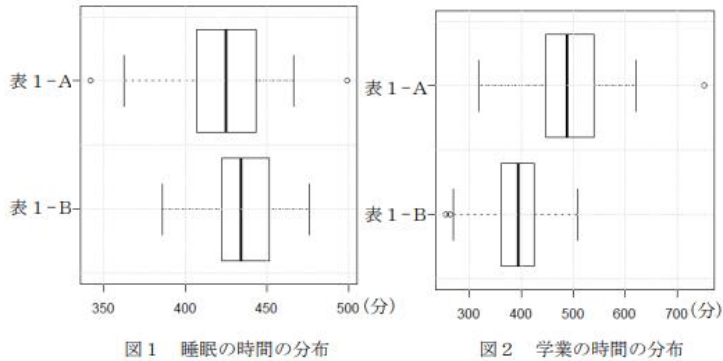 表1-A
表1-B
350 400 450 500 (分)
図1 睡眠の時間の分布
表1-A
表1-B
300 400 500 600 700 (分)
図2 学業の時間の分布